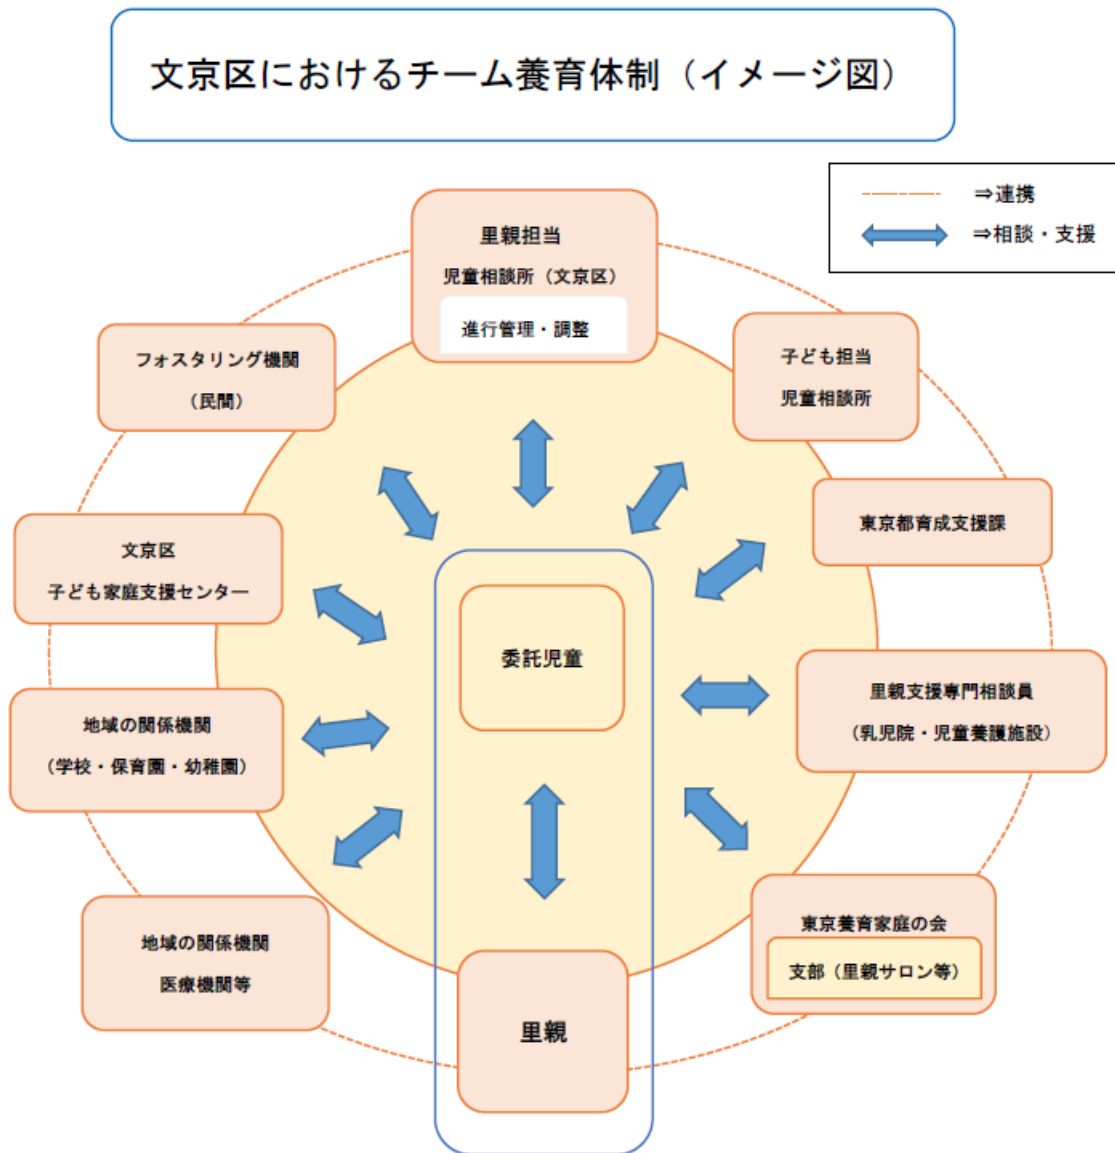 文京区におけるチーム養育体制（イメージ図）
⇒連携
⇒相談・支援
里親担当
児童相談所（文京区）
進行管理・調整
フォスタリング機関
（民間）
子ども担当
児童相談所
文京区
子ども家庭支援センター
東京都育成支援課
委託児童
地域の関係機関
（学校・保育園・幼稚園）
里親支援専門相談員
（乳児院・児童養護施設）
地域の関係機関
医療機関等
東京養育家庭の会
支部（里親サロン等）
里親